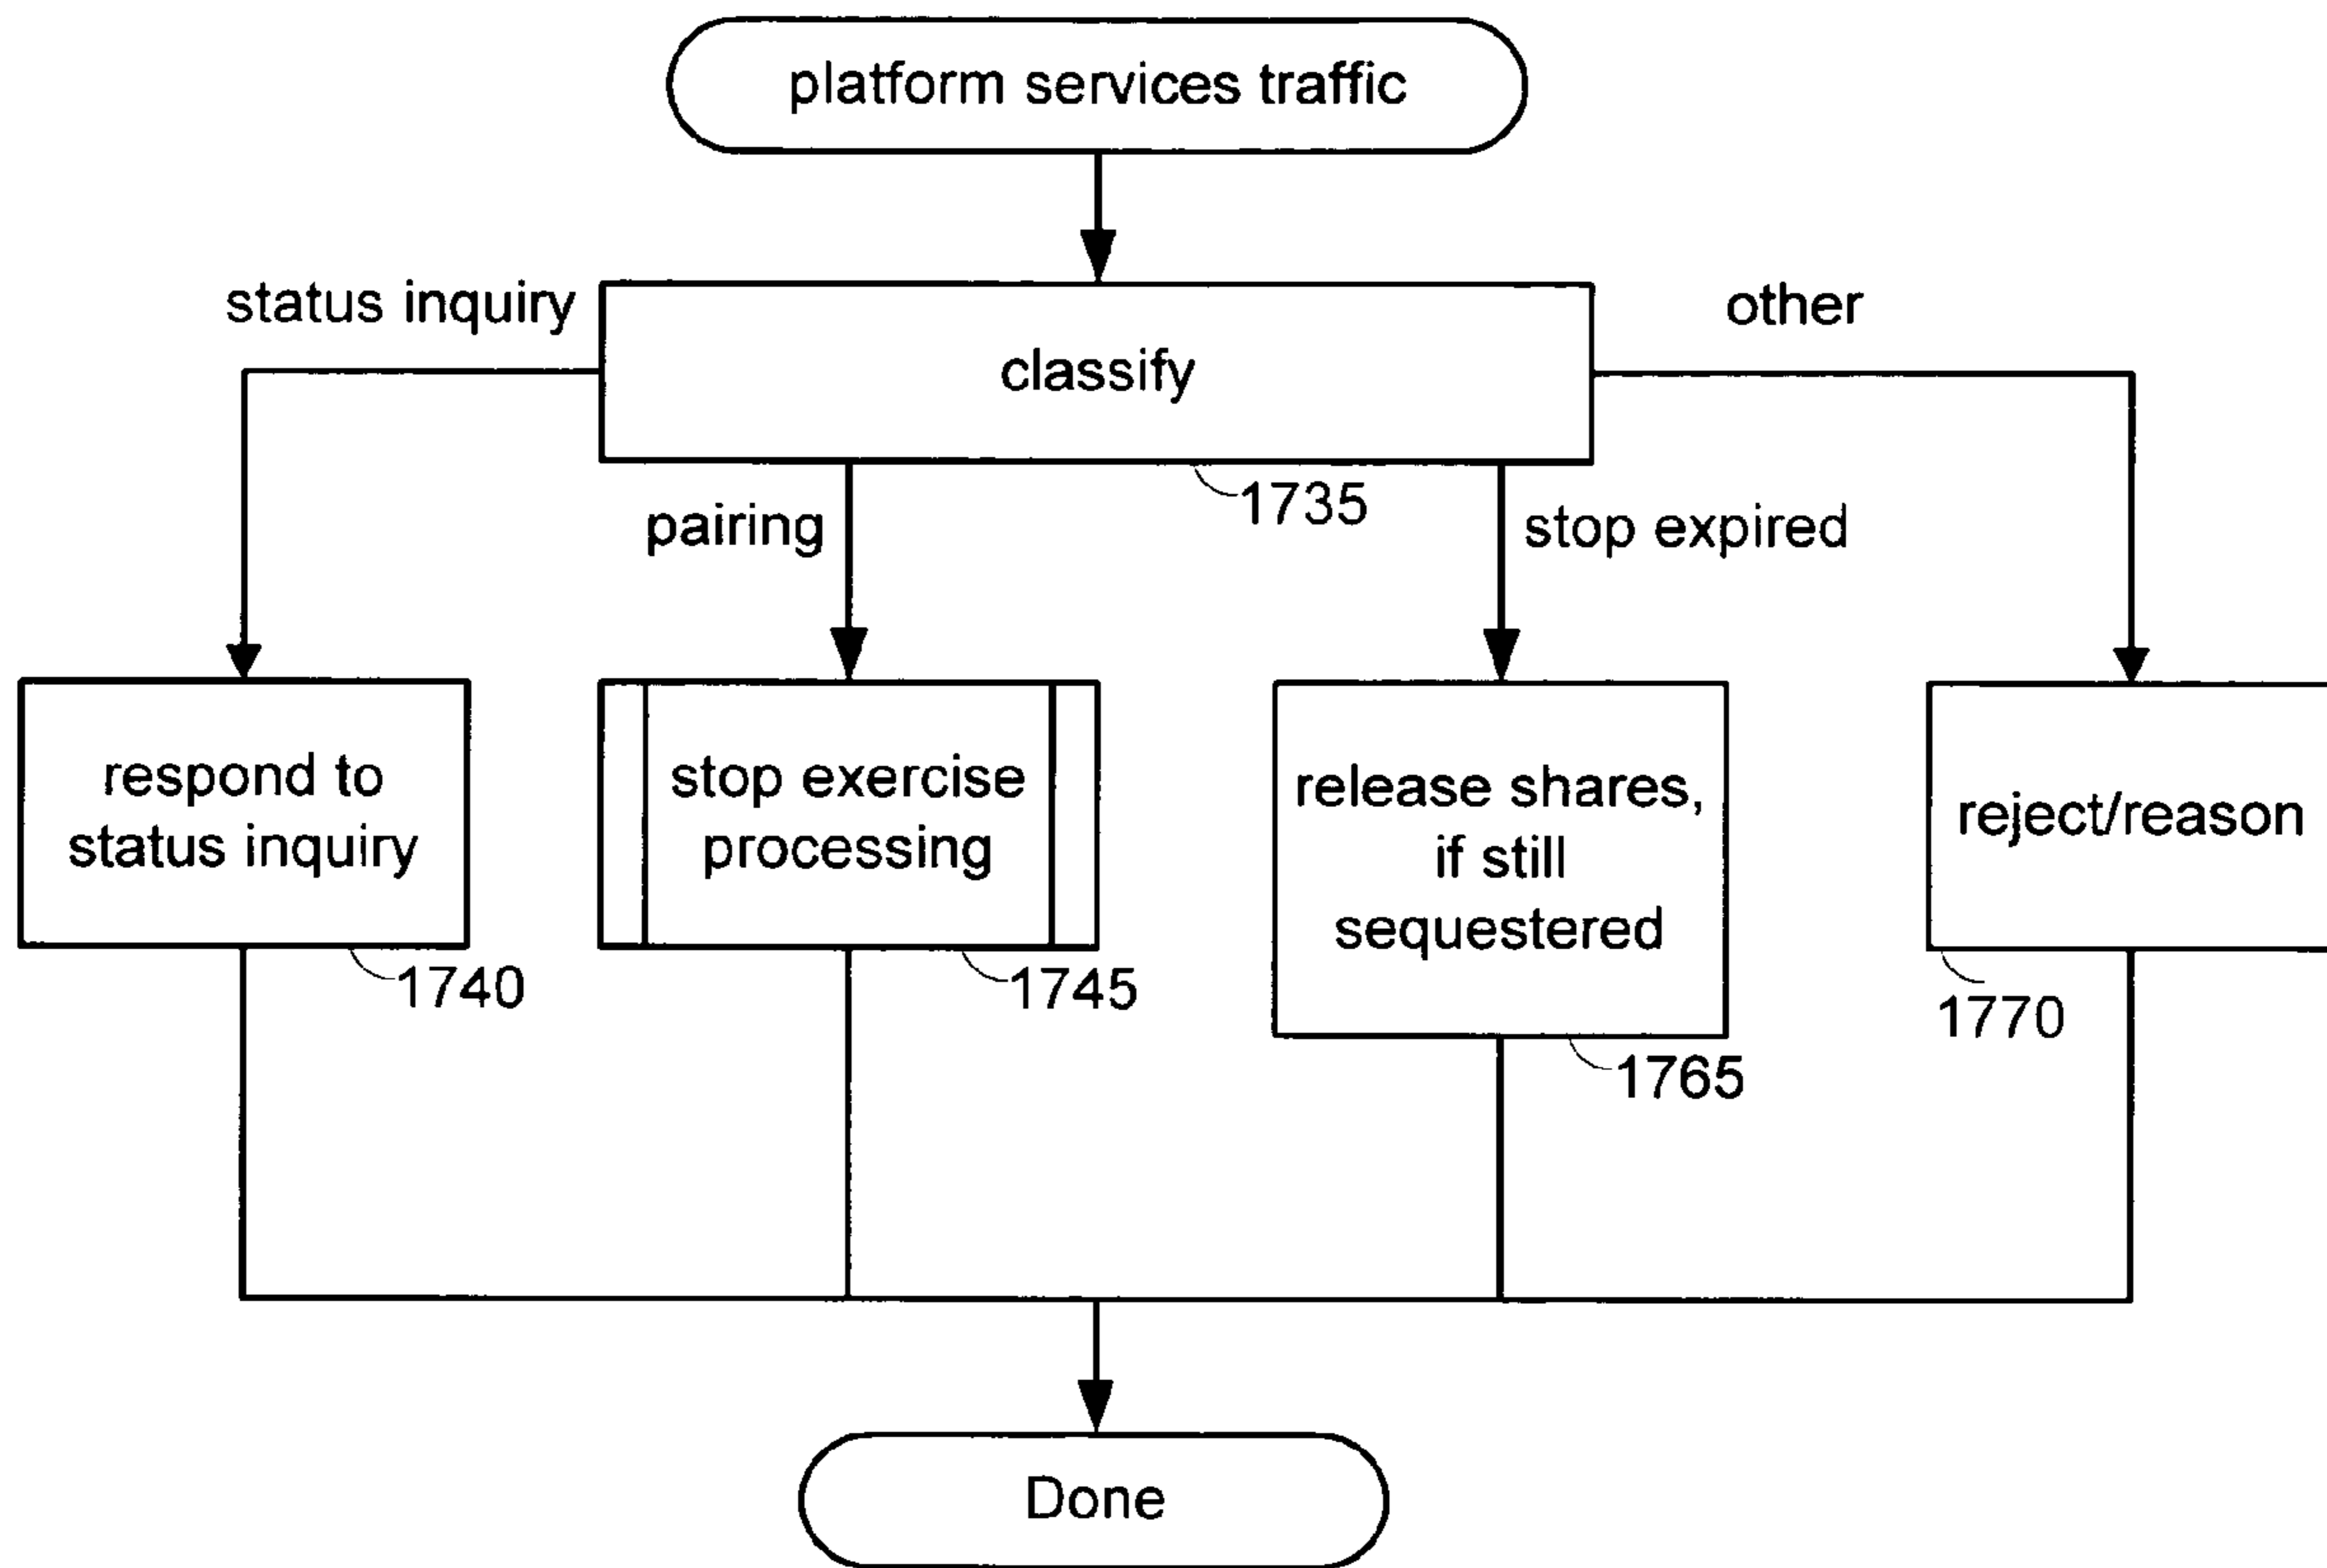 platform services traffic
status inquiry
other
classify
1735
pairing
stop expired
respond to
status inquiry
1740
stop exercise
processing
1745
release shares,
if still
sequestered
1765
reject/reason
1770
Done